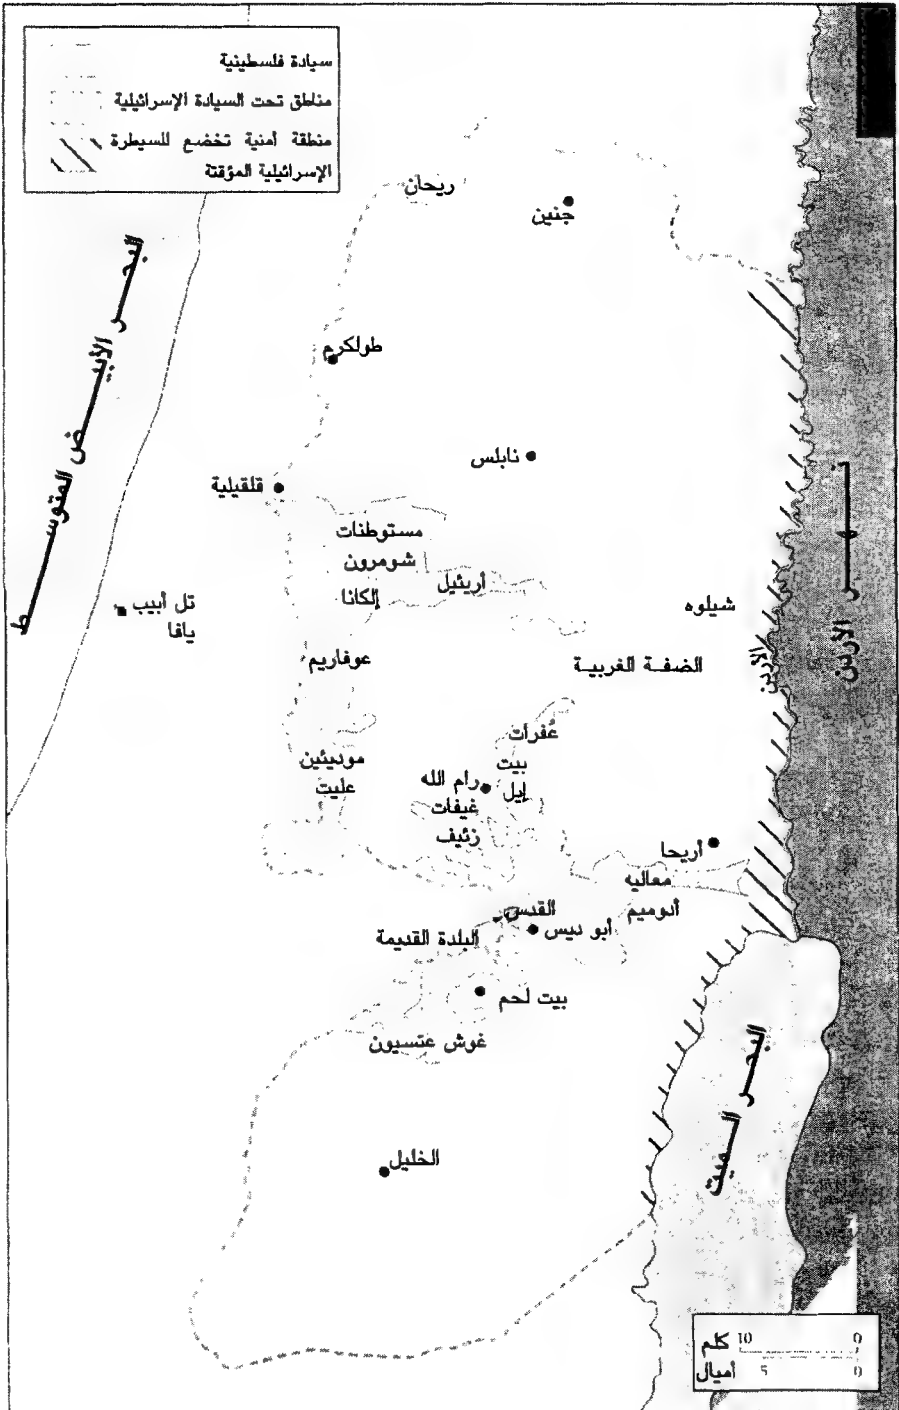 سيادة فلسطينية
مناطق تحت السيادة الإسرائيلية
منطقة أمنية تخضع للسيطرة
الإسرائيلية المؤقتة
ريحان
جنين
البحر الأبيض المتوسط
طولكرم
نابلس
قلقيلية
مستوطنات
شومرون
أريئيل
إلكانا
شيلوه
تل أبيب
يافا
نهر الأردن
الأردن
عوفاريم
الضفة الغربية
عُفرات
موديئين
عليت
بيت
إيل
رام الله
غيفات
زئيف
أريحا
معاليه
أدوميم
القدس
أبو ديس
البلدة القديمة
بيت لحم
غوش عتسيون
البحر الميت
الخليل
كلم 10 0
أميال 5 0